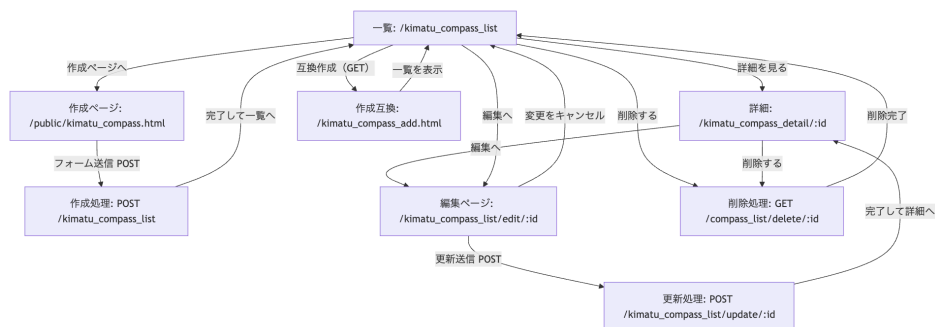 一覧: /kimatu_compass_list
作成ページへ
互換作成（GET）
一覧を表示
詳細を見る
作成ページ:
/public/kimatu_compass.html
完了して一覧へ
作成互換:
/kimatu_compass_add.html
編集へ
変更をキャンセル
削除する
詳細:
/kimatu_compass_detail/:id
削除完了
フォーム送信 POST
編集へ
削除する
作成処理: POST
/kimatu_compass_list
編集ページ:
/kimatu_compass_list/edit/:id
削除処理: GET
/compass_list/delete/:id
完了して詳細へ
更新送信 POST
更新処理: POST
/kimatu_compass_list/update/:id